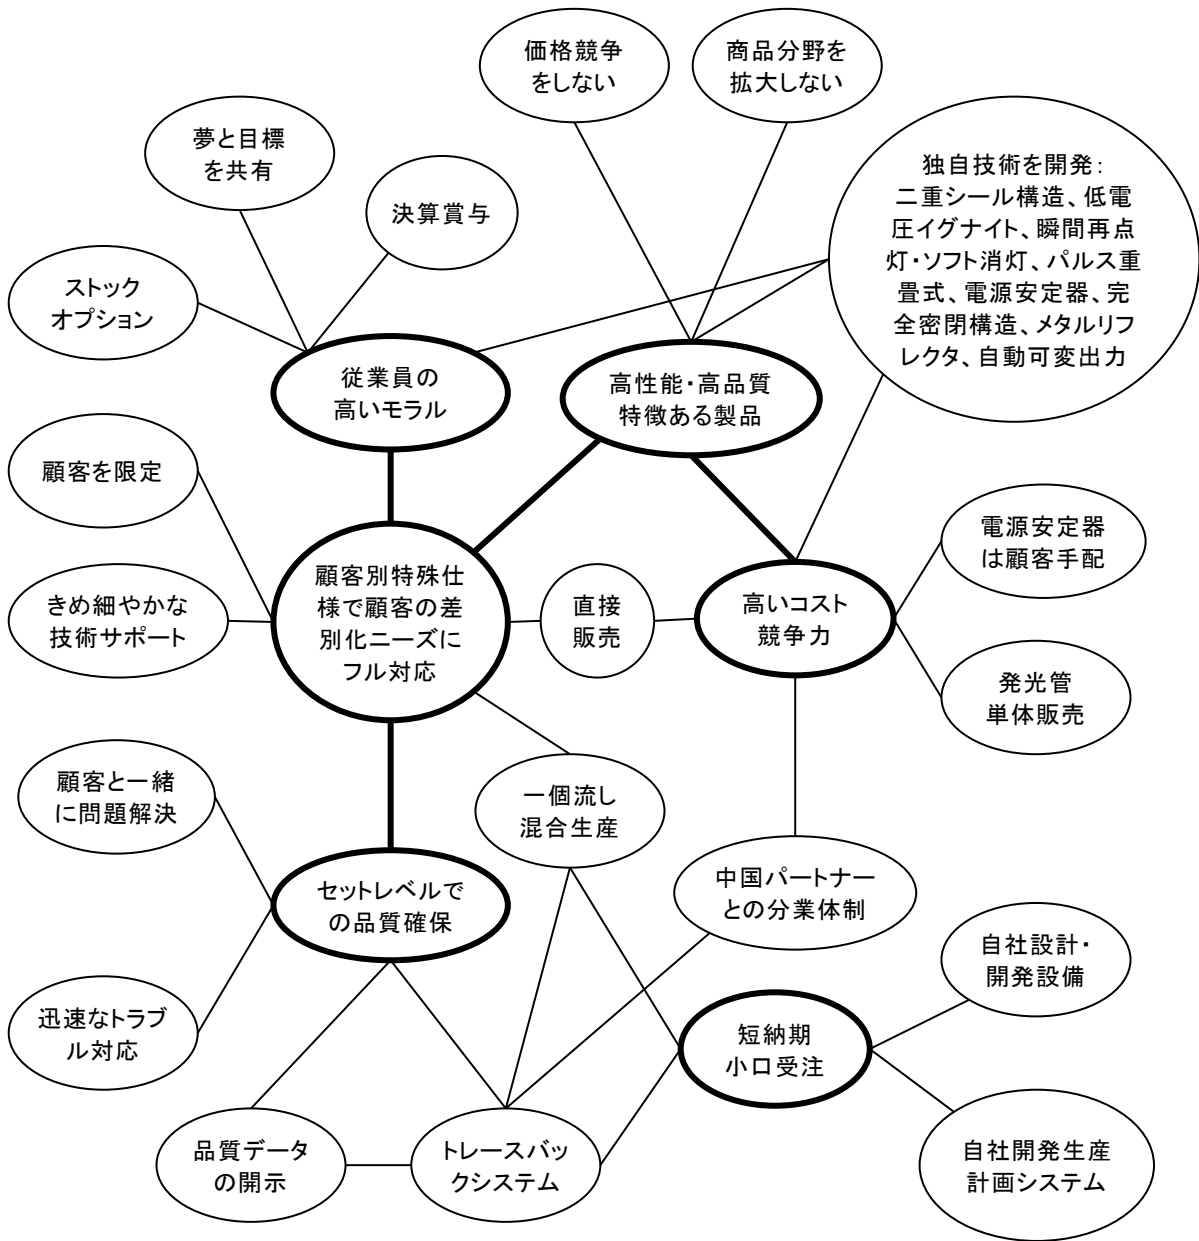 価格競争
をしない
商品分野を
拡大しない
夢と目標
を共有
決算賞与
独自技術を開発：
二重シール構造、低電
圧イグナイト、瞬間再点
灯・ソフト消灯、パルス重
畳式、電源安定器、完
全密閉構造、メタルリフ
レクタ、自動可変出力
ストック
オプション
従業員の
高いモラル
高性能・高品質
特徴ある製品
顧客を限定
電源安定器
は顧客手配
きめ細やかな
技術サポート
顧客別特殊仕
様で顧客の差
別化ニーズに
フル対応
直接
販売
高いコスト
競争力
発光管
単体販売
顧客と一緒
に問題解決
一個流し
混合生産
セットレベルで
の品質確保
中国パートナー
との分業体制
自社設計・
開発設備
迅速なトラブ
ル対応
短納期
小口受注
品質データ
の開示
トレースバッ
クシステム
自社開発生産
計画システム